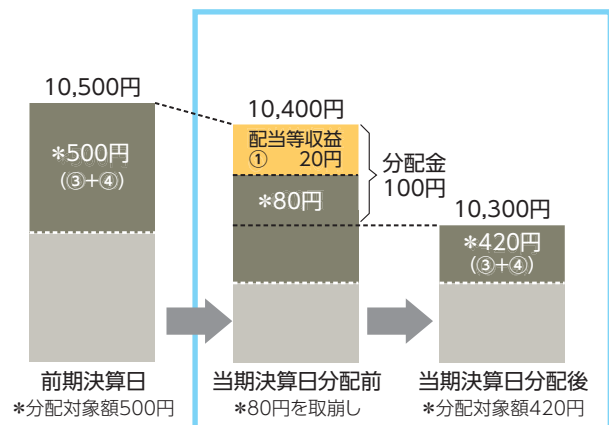 10,500円
*500円
(③+④)
10,400円
配当等収益
① 20円
*80円
分配金
100円
10,300円
*420円
(③+④)
前期決算日
*分配対象額500円
当期決算日分配前
*80円を取崩し
当期決算日分配後
*分配対象額420円